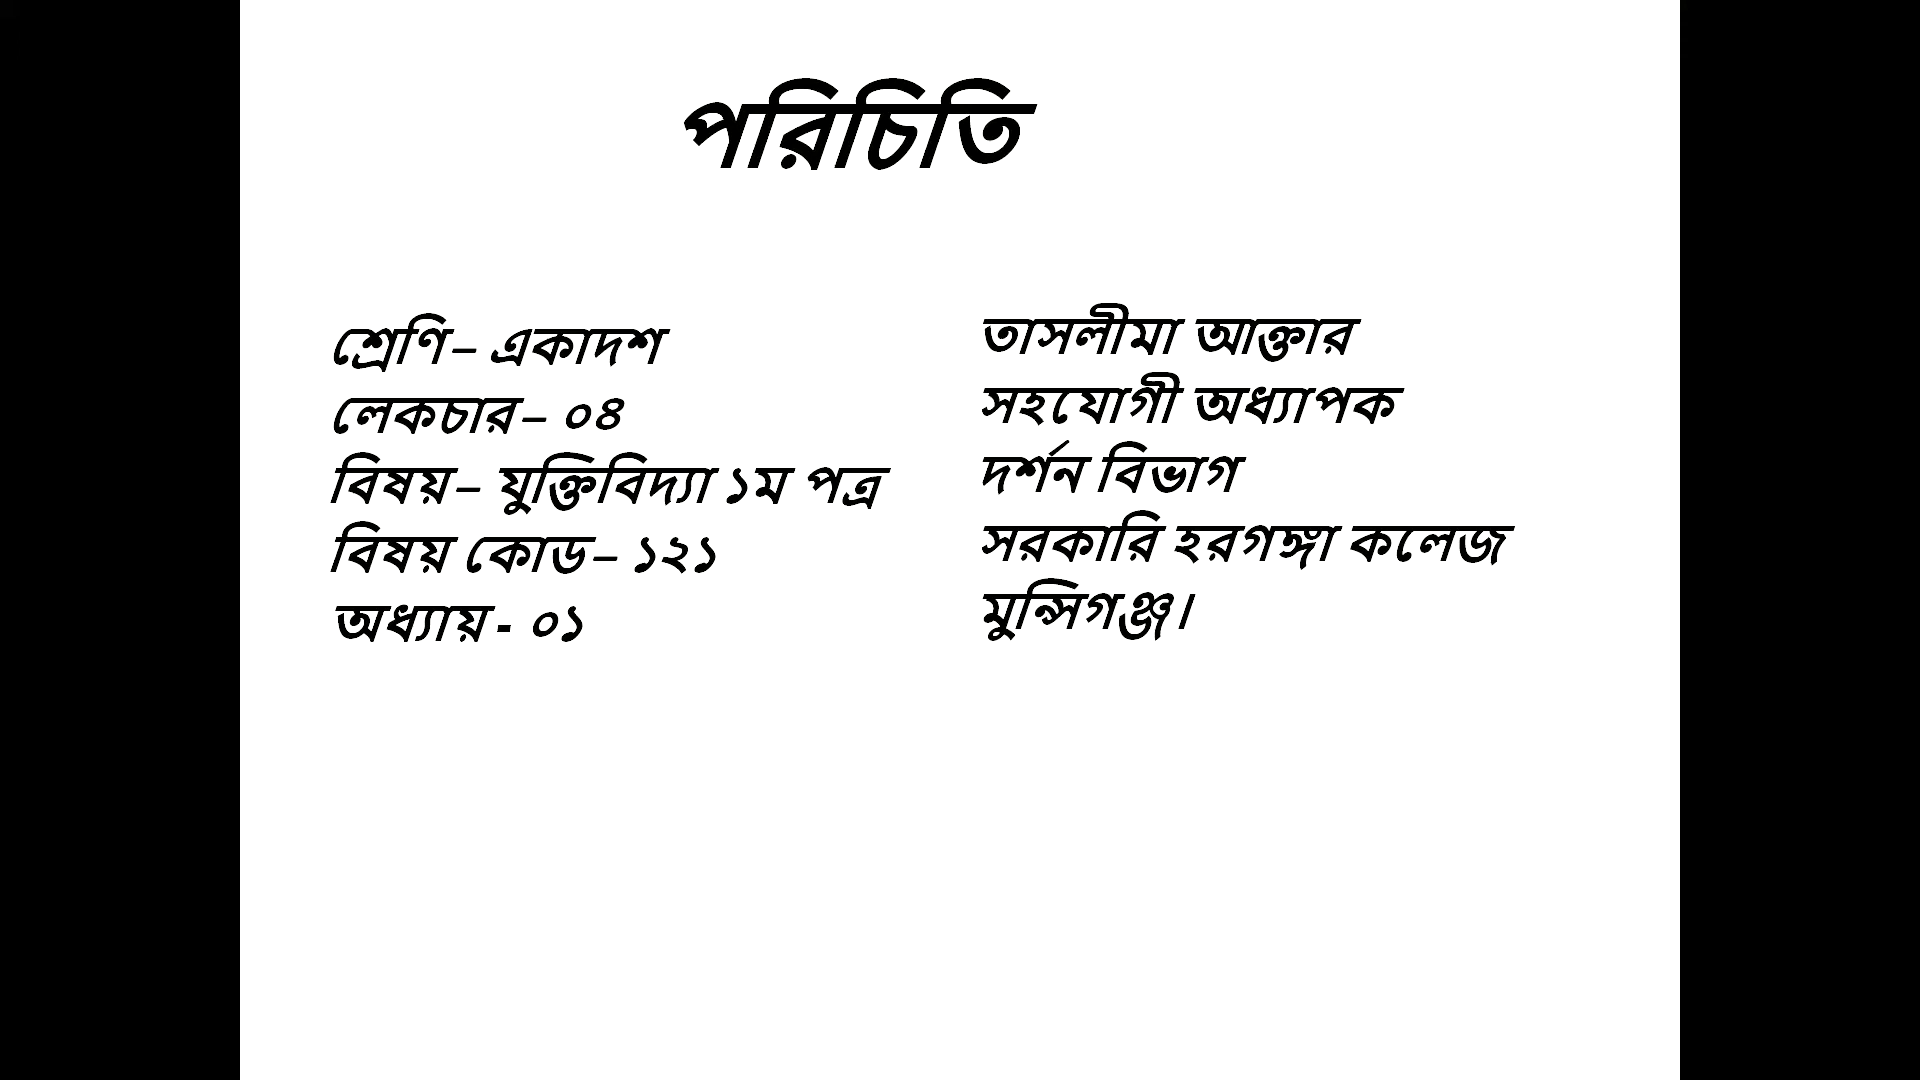 পরিচিতি
শ্রেণি – একাদশ
লেকচার – ০৪
বিষয় – যুক্তিবিদ্যা ১ম পত্র
বিষয় কোড – ১২১
অধ্যায় - ০১
তাসলীমা আক্তার
সহযোগী অধ্যাপক
দর্শন বিভাগ
সরকারি হরগঙ্গা কলেজ
মুন্সিগঞ্জ।